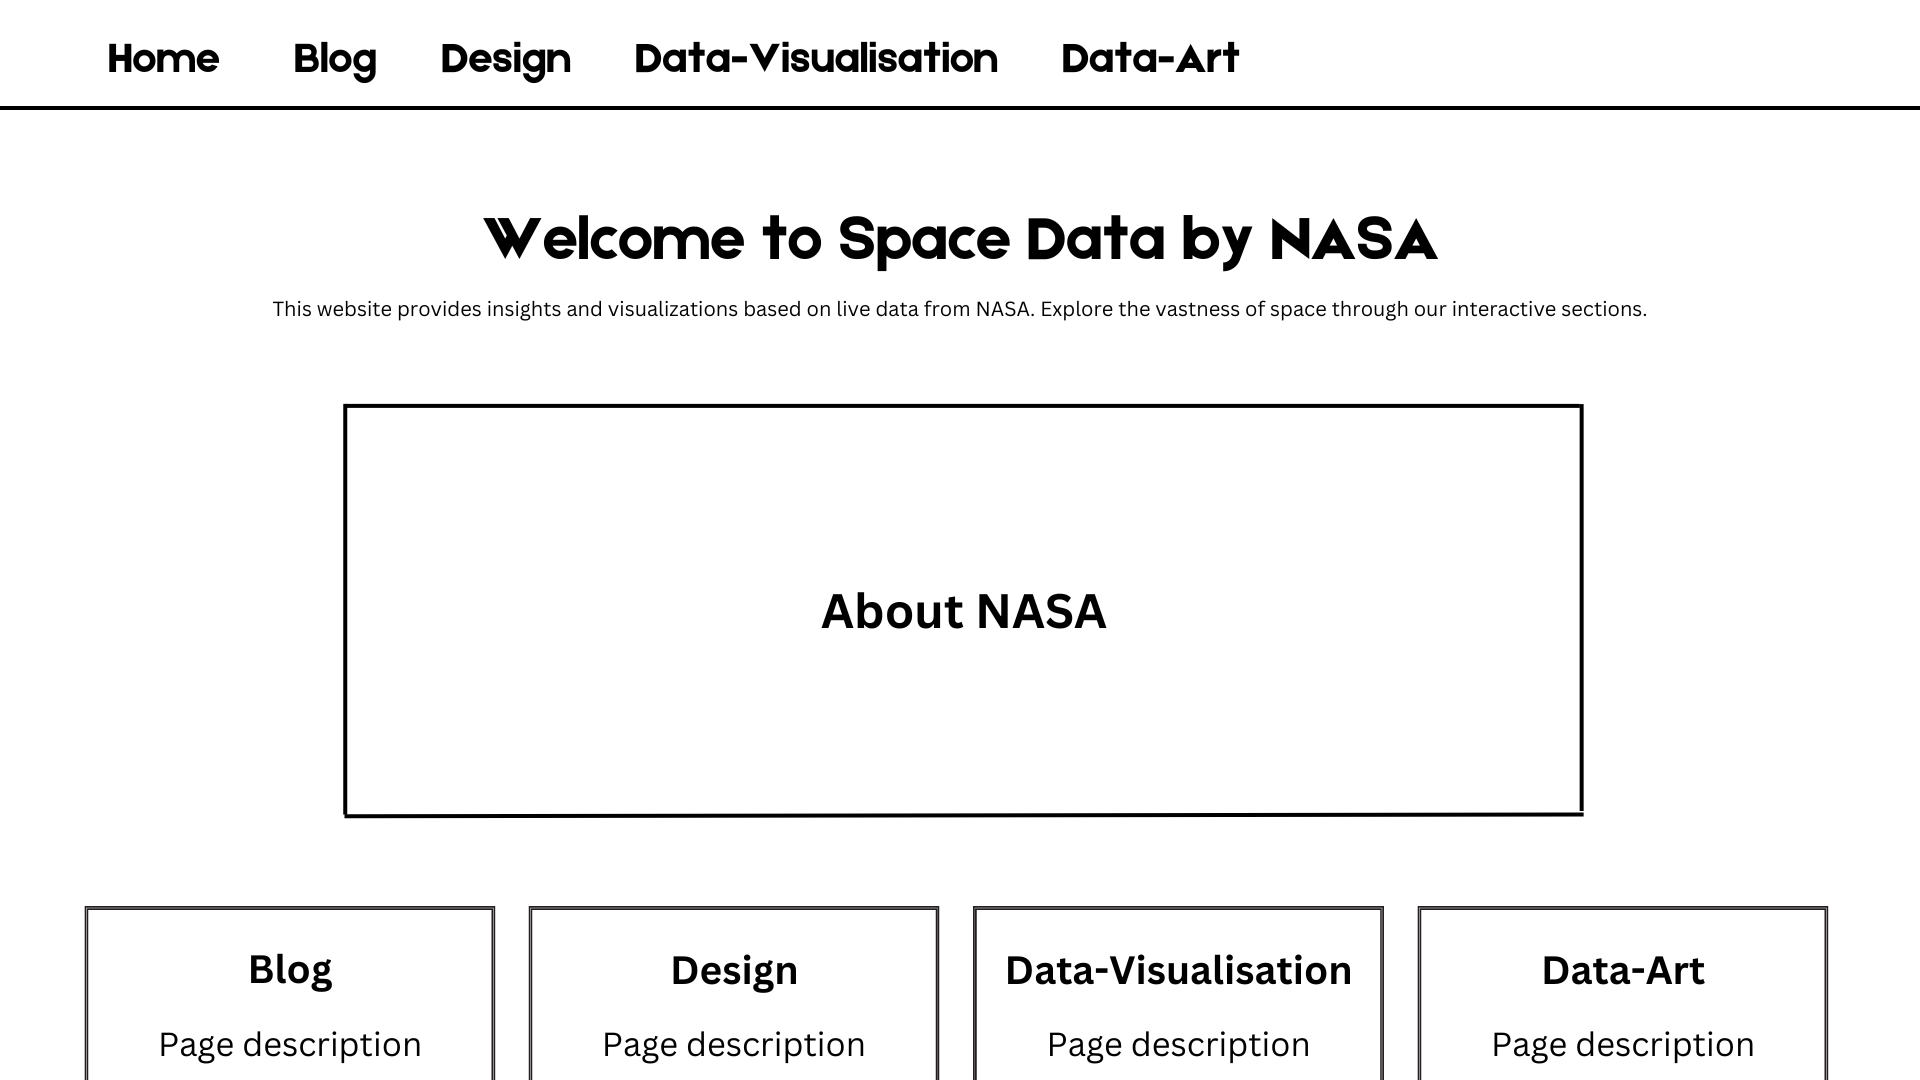 Home Blog Design Data-Visualisation Data-Art
Welcome to Space Data by NASA
This website provides insights and visualizations based on live data from NASA. Explore the vastness of space through our interactive sections.
About NASA
Blog
Page description
Design
Page description
Data-Visualisation
Page description
Data-Art
Page description